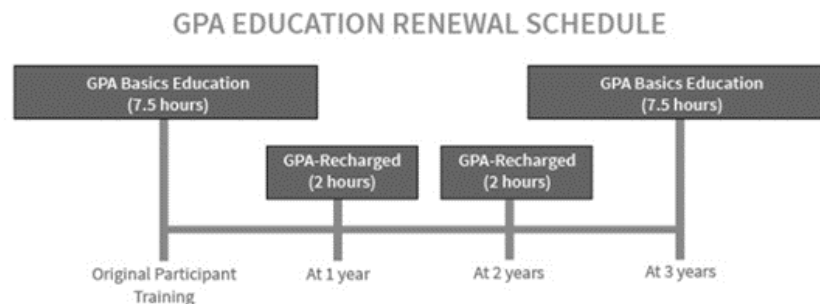 GPA EDUCATION RENEWAL SCHEDULE
GPA Basics Education
(7.5 hours)
GPA Basics Education
(7.5 hours)
GPA-Recharged
(2 hours)
GPA-Recharged
(2 hours)
Original Participant
Training
At 1 year
At 2 years
At 3 years